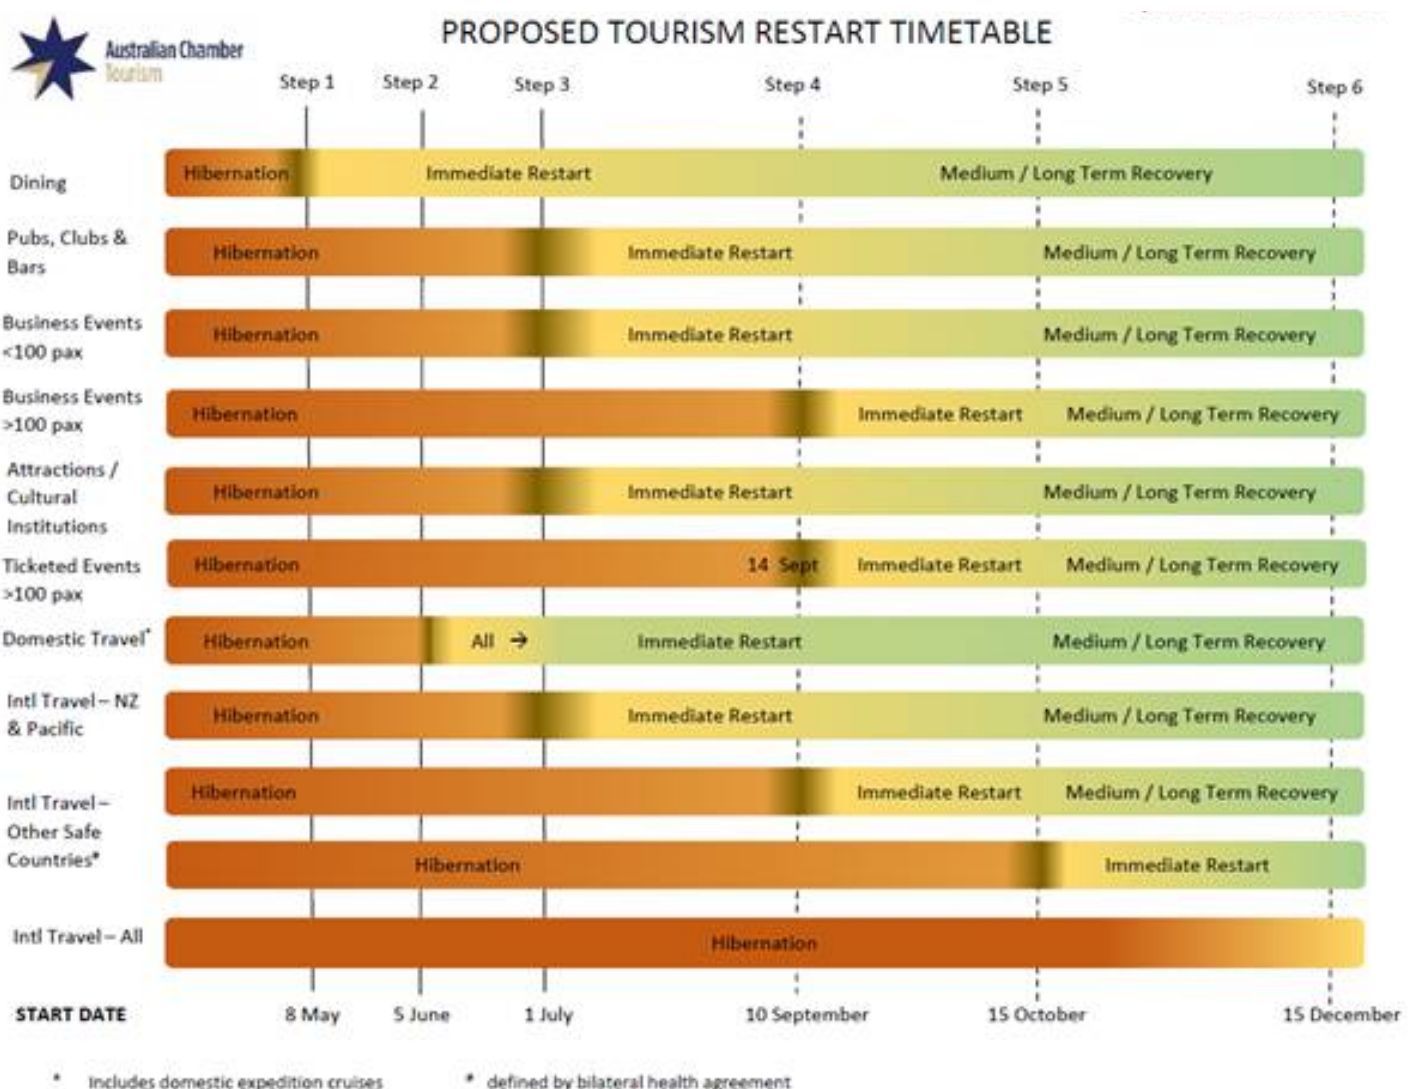 PROPOSED TOURISM RESTART TIMETABLE
Australian Chamber
Tourism
Step 1 Step 2 Step 3 Step 4 Step 5 Step 6
Dining
Hibernation Immediate Restart Medium / Long Term Recovery
Pubs, Clubs &
Bars
Hibernation Immediate Restart Medium / Long Term Recovery
Business Events
<100 pax
Hibernation Immediate Restart Medium / Long Term Recovery
Business Events
>100 pax
Hibernation Immediate Restart Medium / Long Term Recovery
Attractions /
Cultural
Institutions
Hibernation Immediate Restart Medium / Long Term Recovery
Ticketed Events
>100 pax
Hibernation 14 Sept Immediate Restart Medium / Long Term Recovery
Domestic Travel*
Hibernation All → Immediate Restart Medium / Long Term Recovery
Intl Travel – NZ
& Pacific
Hibernation Immediate Restart Medium / Long Term Recovery
Intl Travel –
Other Safe
Countries#
Hibernation Immediate Restart Medium / Long Term Recovery
Hibernation Immediate Restart
Intl Travel – All
Hibernation
START DATE 8 May 5 June 1 July 10 September 15 October 15 December
* Includes domestic expedition cruises # defined by bilateral health agreement